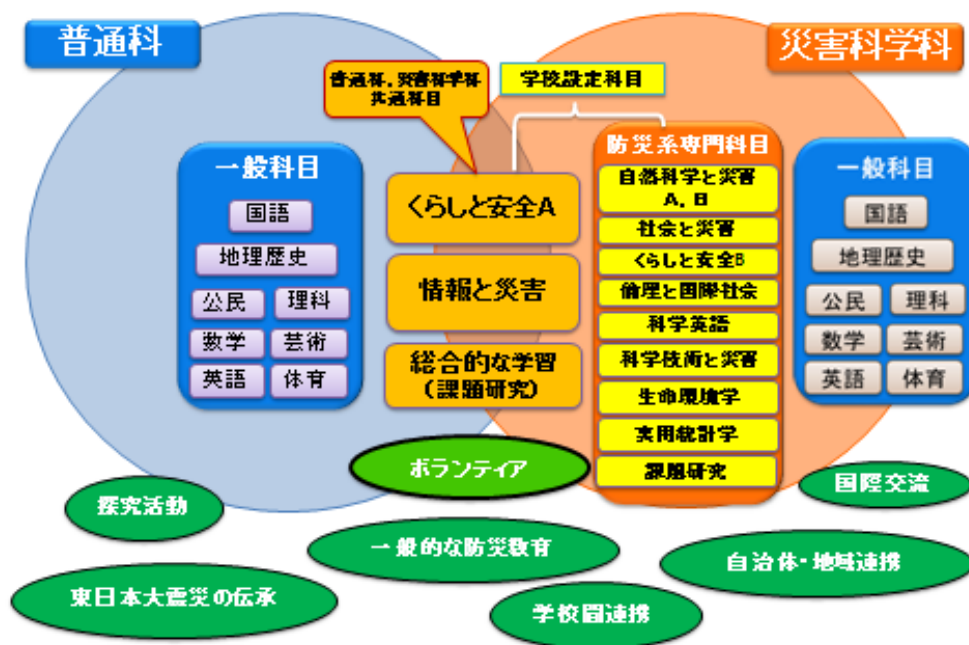 普通科
災害科学科
普通科、災害科学科
共通科目
学校設定科目
一般科目
国語
地理歴史
公民
理科
数学
芸術
英語
体育
くらしと安全A
情報と災害
総合的な学習
(課題研究)
防災系専門科目
自然科学と災害
A, B
社会と災害
くらしと安全B
倫理と国際社会
科学英語
科学技術と災害
生命環境学
実用統計学
課題研究
一般科目
国語
地理歴史
公民
理科
数学
芸術
英語
体育
ボランティア
探究活動
国際交流
一般的な防災教育
自治体・地域連携
東日本大震災の伝承
学校間連携